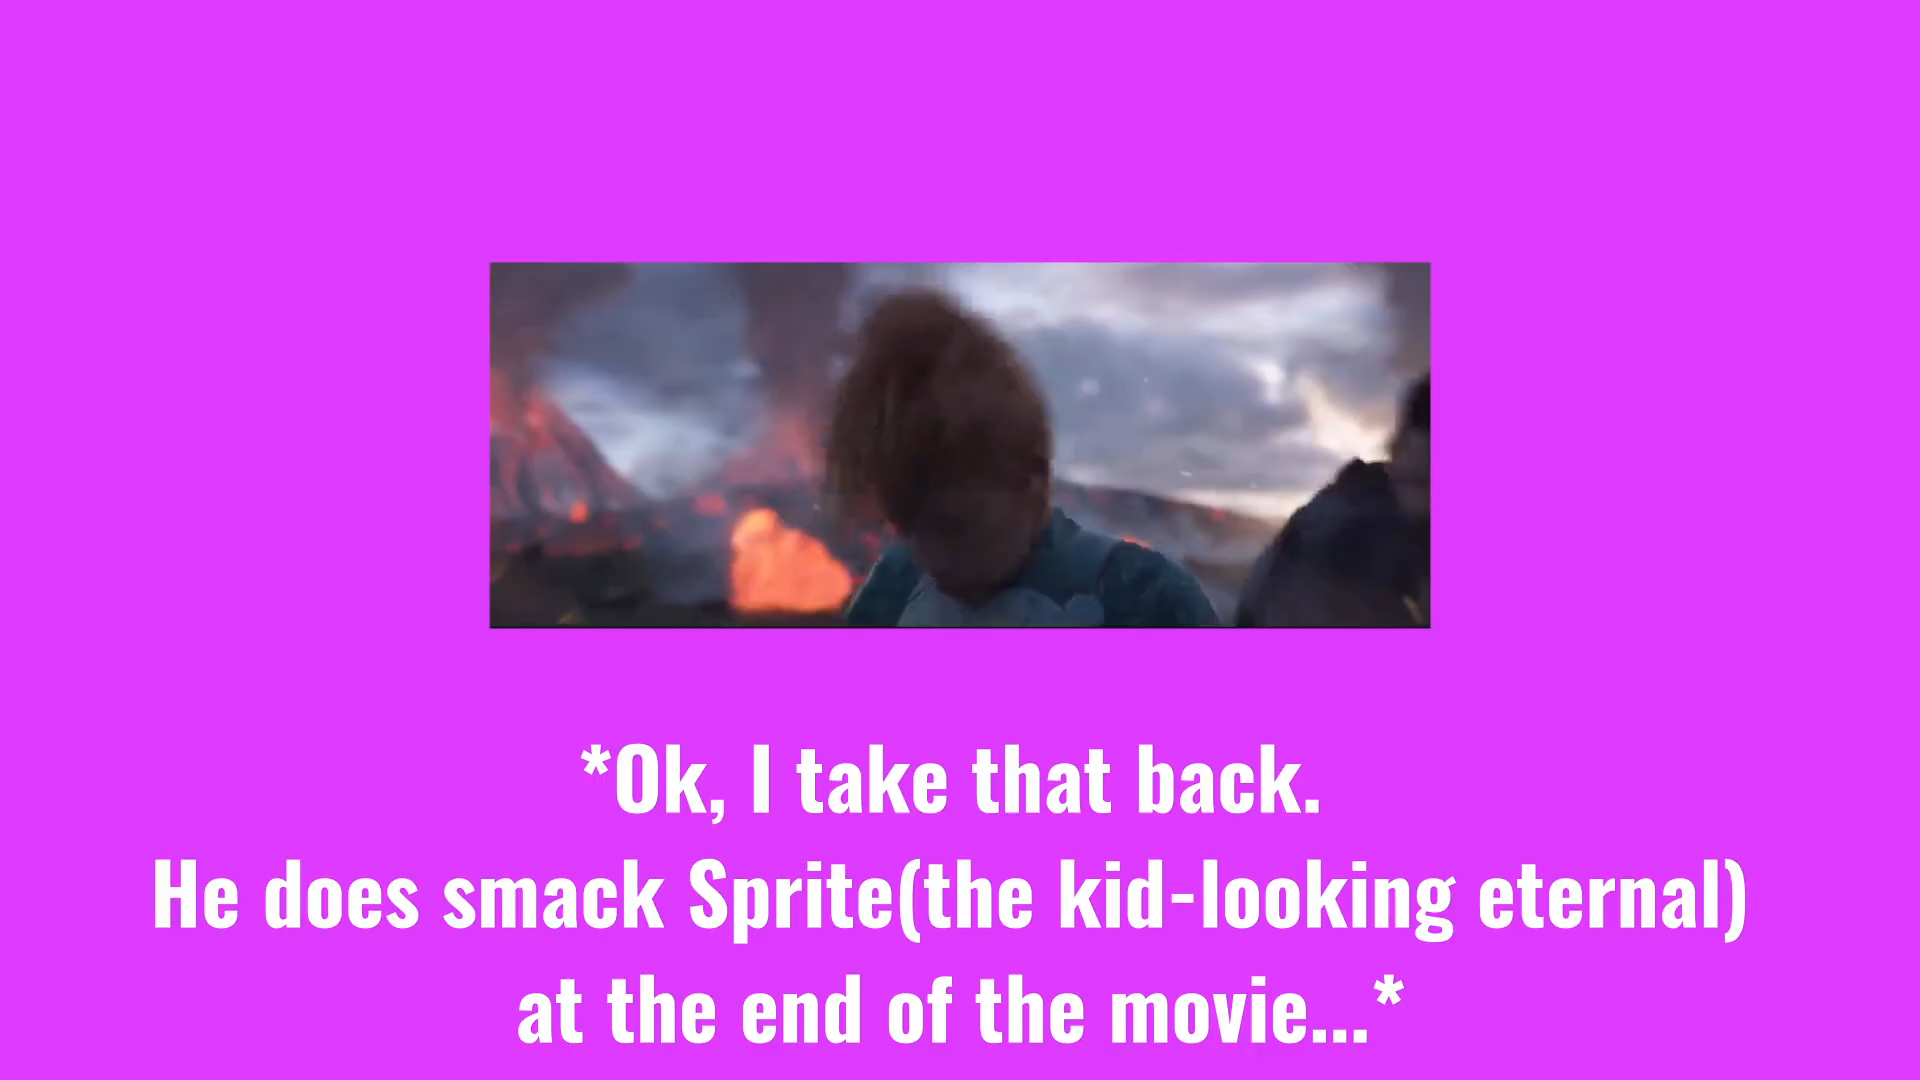 *Ok, I take that back.
He does smack Sprite(the kid-looking eternal)
at the end of the movie...*